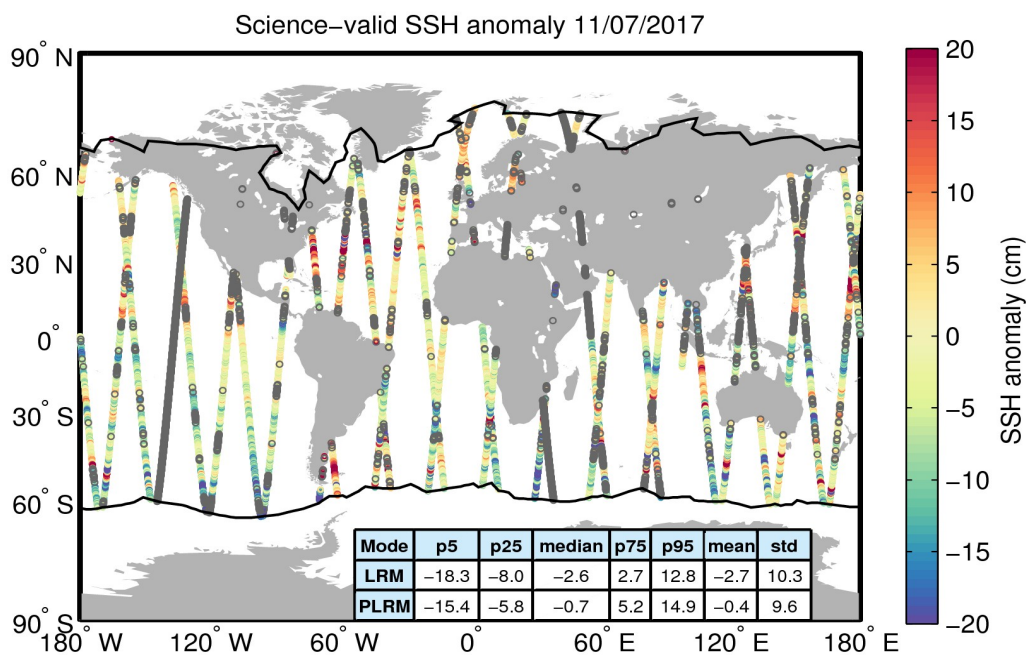 Science−valid SSH anomaly 11/07/2017
90° N
60° N
30° N
0°
30° S
60° S
90° S
180° W
120° W
60° W
0°
60° E
120° E
180° E
Mode p5 p25 median p75 p95 mean std
LRM −18.3 −8.0 −2.6 2.7 12.8 −2.7 10.3
PLRM −15.4 −5.8 −0.7 5.2 14.9 −0.4 9.6
20
15
10
5
0
−5
−10
−15
−20
SSH anomaly (cm)